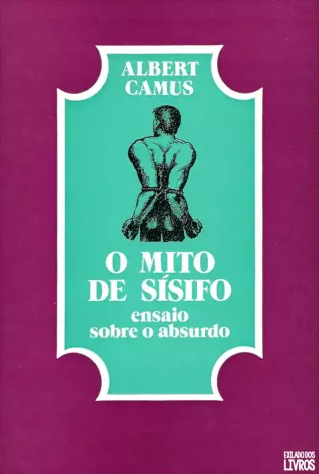 ALBERT
CAMUS
O MITO
DE SÍSIFO
ensaio
sobre o absurdo
EXILADO DOS
LIVROS